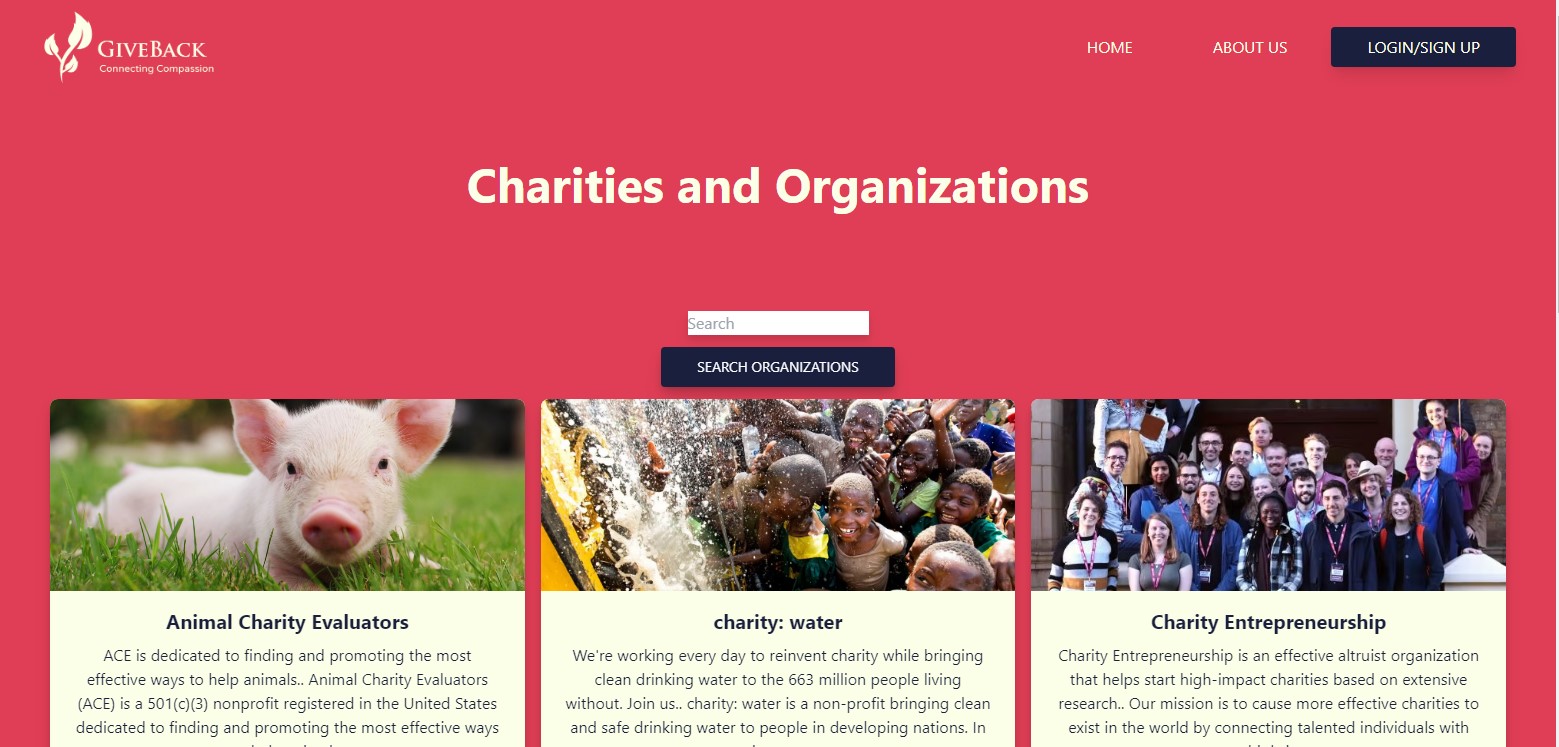 GIVEBACK
Connecting Compassion
HOME
ABOUT US
LOGIN/SIGN UP
Charities and Organizations
Search
SEARCH ORGANIZATIONS
Animal Charity Evaluators
ACE is dedicated to finding and promoting the most
effective ways to help animals.. Animal Charity Evaluators
(ACE) is a 501(c)(3) nonprofit registered in the United States
dedicated to finding and promoting the most effective ways
charity: water
We're working every day to reinvent charity while bringing
clean drinking water to the 663 million people living
without. Join us.. charity: water is a non-profit bringing clean
and safe drinking water to people in developing nations. In
Charity Entrepreneurship
Charity Entrepreneurship is an effective altruist organization
that helps start high-impact charities based on extensive
research.. Our mission is to cause more effective charities to
exist in the world by connecting talented individuals with